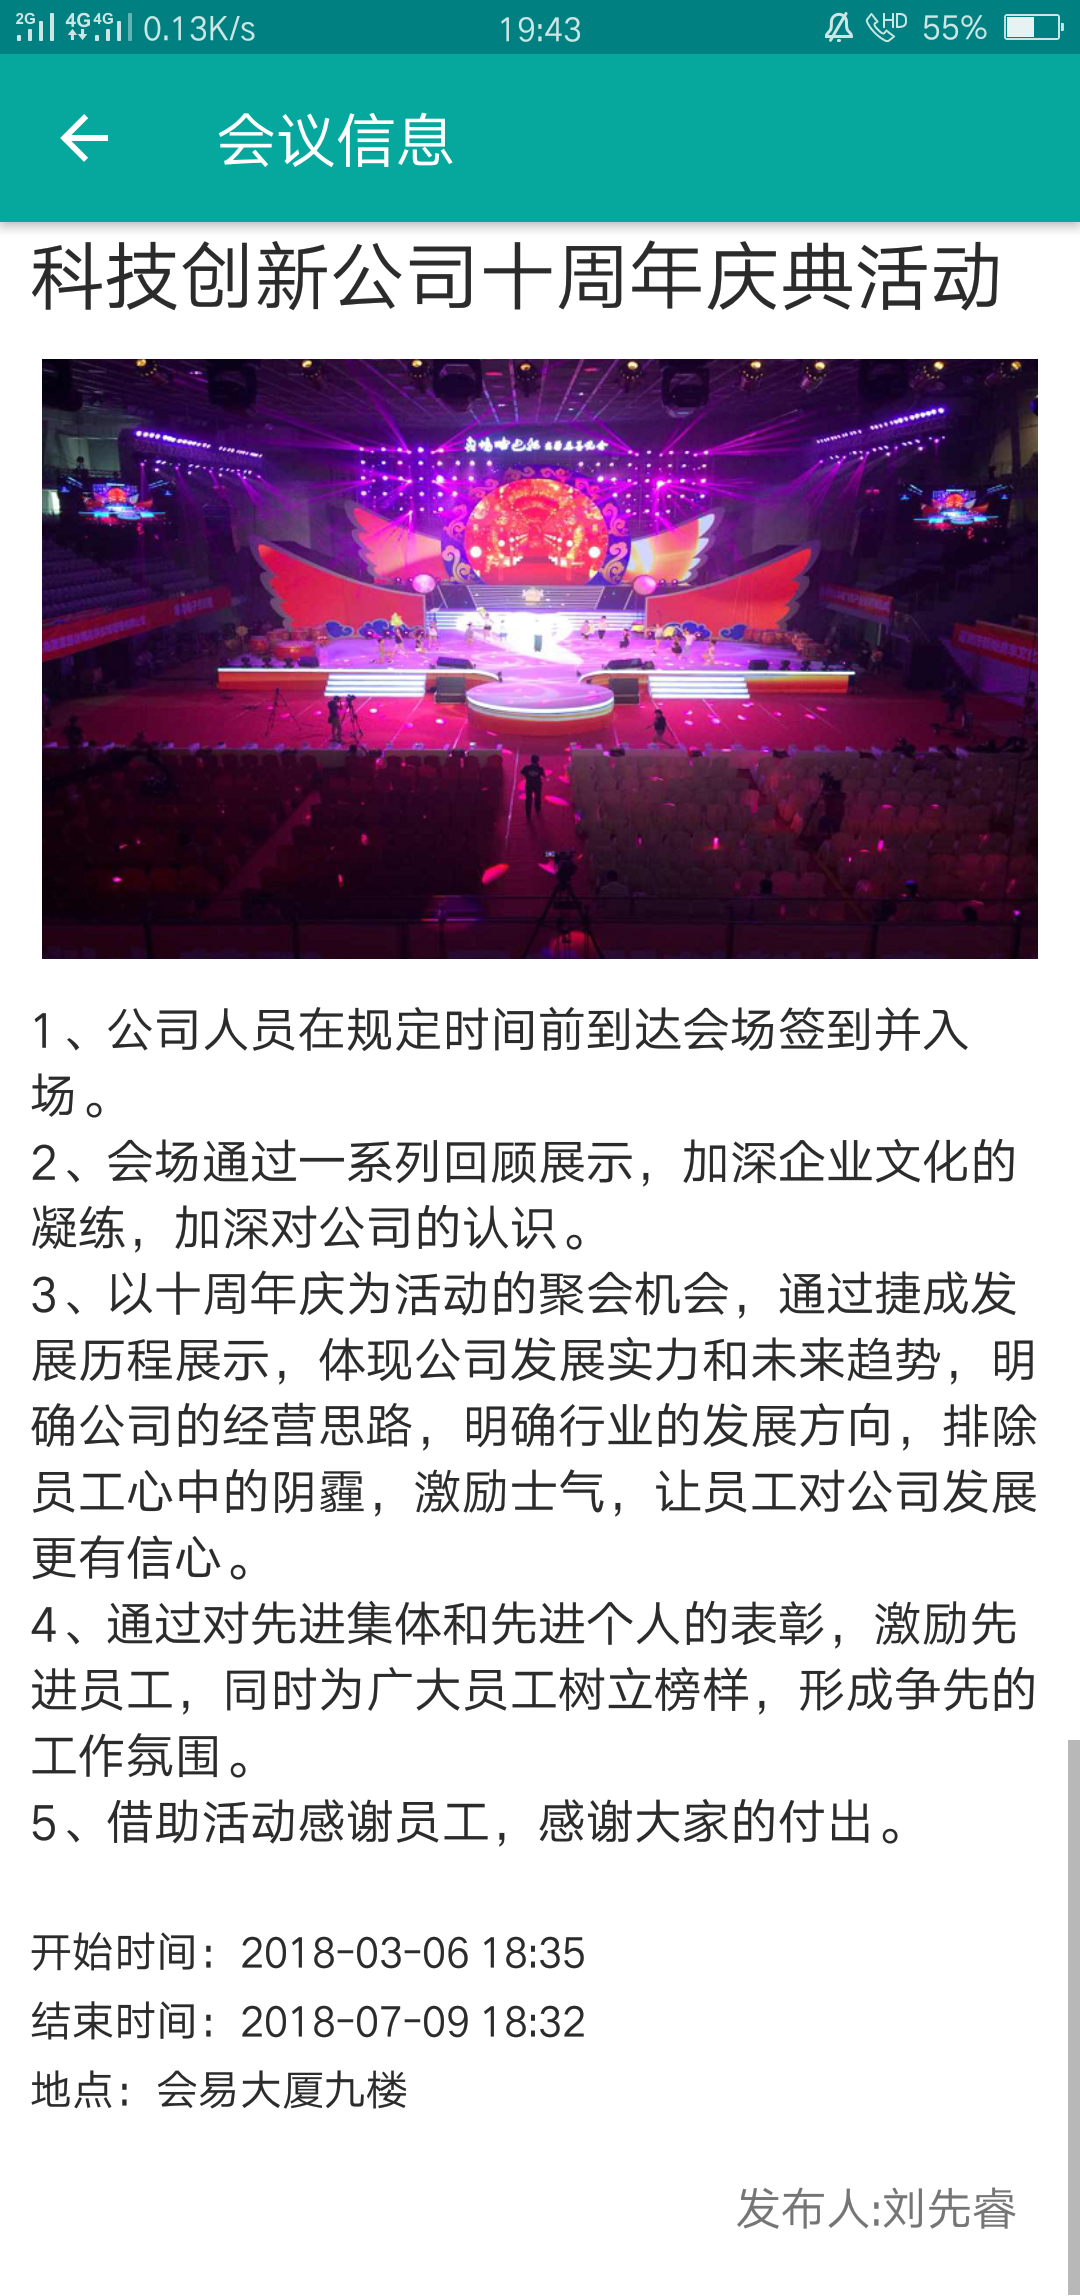 2G 4G 4G 0.13K/s 19:43 HD 55%
会议信息
科技创新公司十周年庆典活动
1、公司人员在规定时间前到达会场签到并入
场。
2、会场通过一系列回顾展示，加深企业文化的
凝练，加深对公司的认识。
3、以十周年庆为活动的聚会机会，通过捷成发
展历程展示，体现公司发展实力和未来趋势，明
确公司的经营思路，明确行业的发展方向，排除
员工心中的阴霾，激励士气，让员工对公司发展
更有信心。
4、通过对先进集体和先进个人的表彰，激励先
进员工，同时为广大员工树立榜样，形成争先的
工作氛围。
5、借助活动感谢员工，感谢大家的付出。
开始时间：2018-03-06 18:35
结束时间：2018-07-09 18:32
地点：会易大厦九楼
发布人:刘先睿